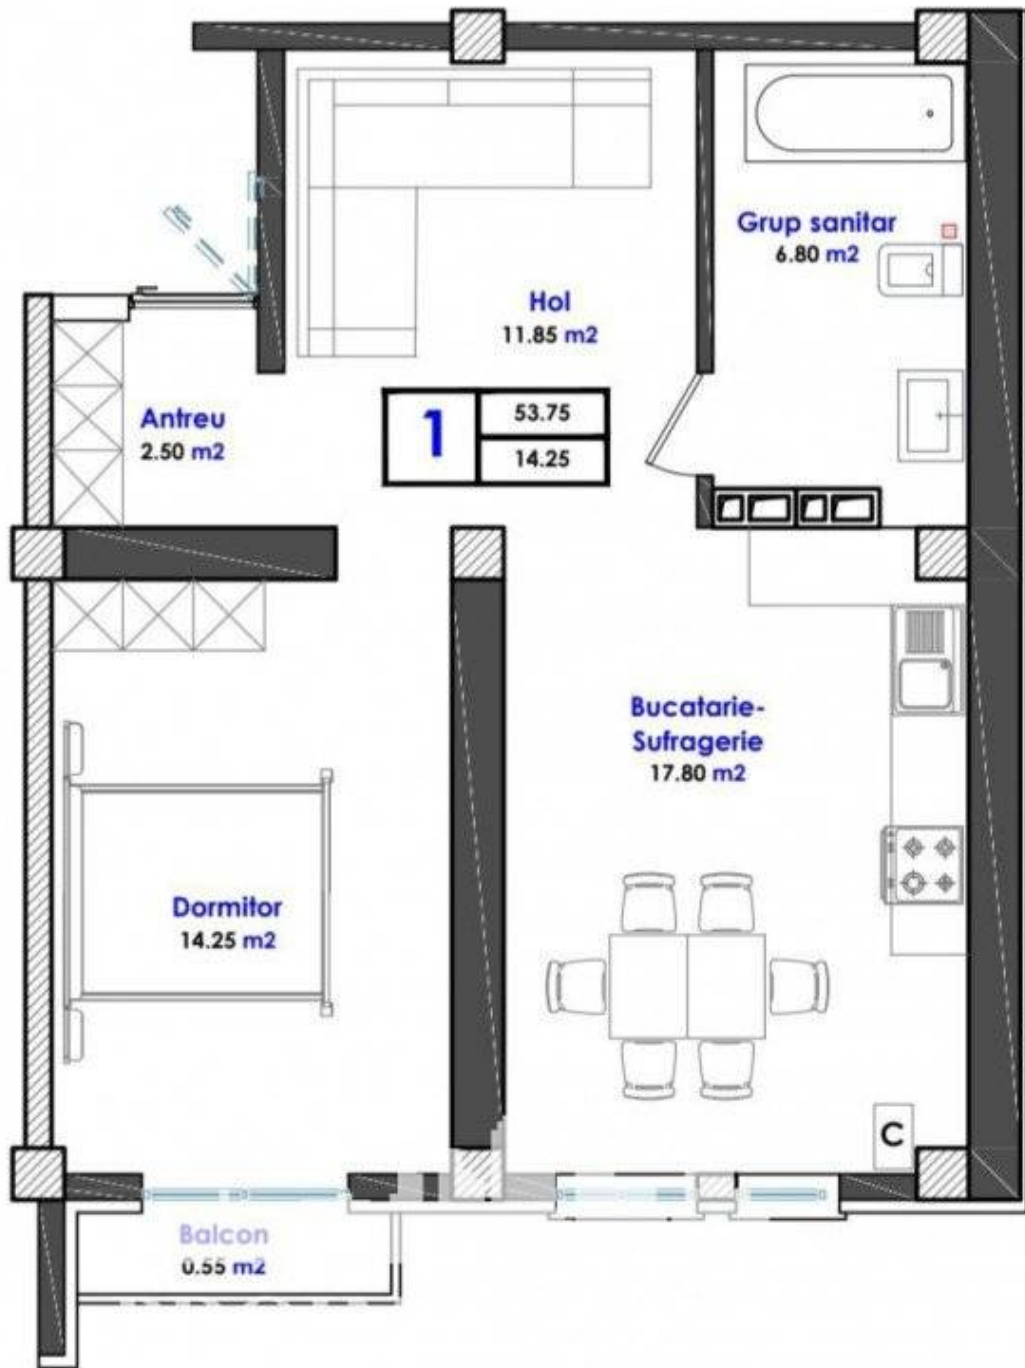 Grup sanitar
6.80 m2
Hol
11.85 m2
Antreu
2.50 m2
1
53.75
14.25
Bucatarie-
Sufragerie
17.80 m2
Dormitor
14.25 m2
C
Balcon
0.55 m2